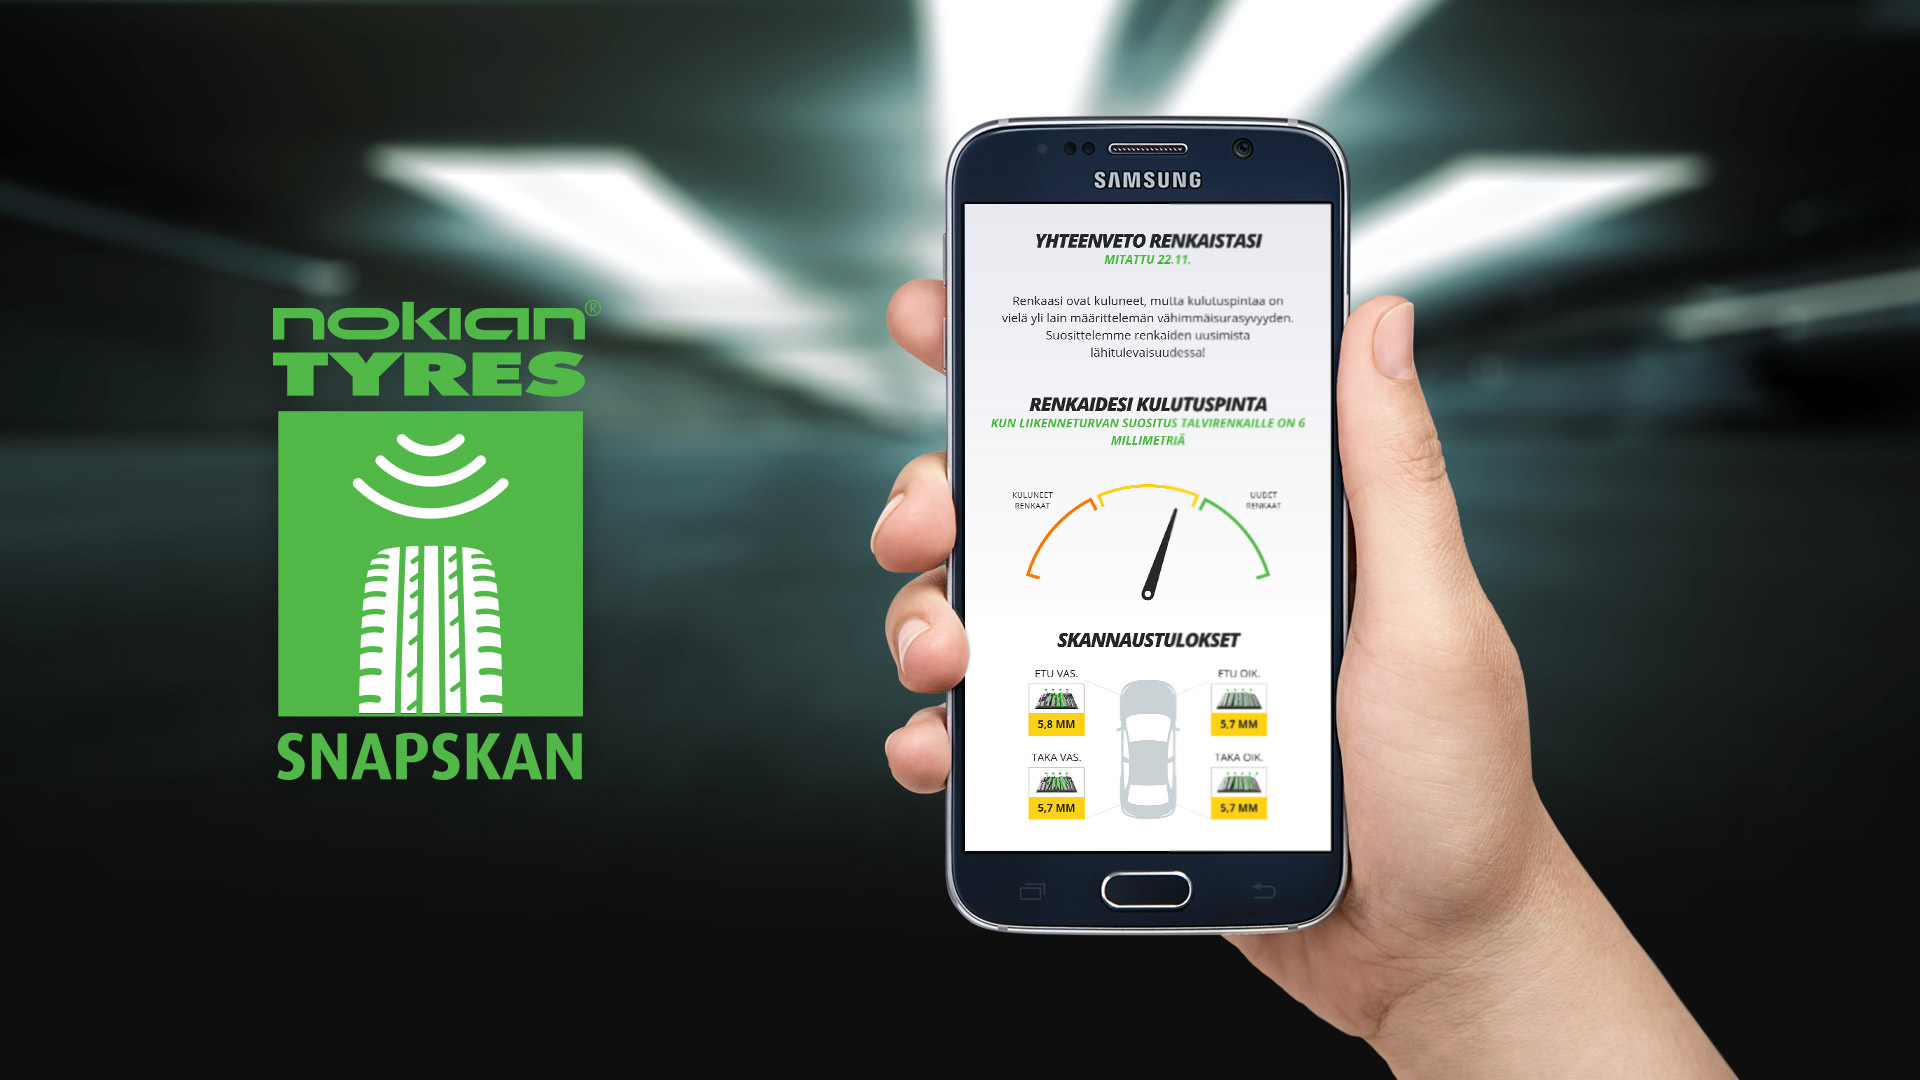 nokian®
TYRES
SNAPSKAN
SAMSUNG
YHTEENVETO RENKAISTASI
MITATTU 22.11.
Renkaasi ovat kuluneet, mutta kulutuspintaa on
vielä yli lain määrittelemän vähimmäisurasyvyyden.
Suosittelemme renkaiden uusimista
lähitulevaisuudessa!
RENKAIDESI KULUTUSPINTA
KUN LIIKENNETURVAN SUOSITUS TALVIRENKAILLE ON 6
MILLIMETRIÄ
KULUNEET
RENKAAT
UUDET
RENKAAT
SKANNAUSTULOKSET
ETU VAS.
5,8 MM
ETU OIK.
5,7 MM
TAKA VAS.
5,7 MM
TAKA OIK.
5,7 MM